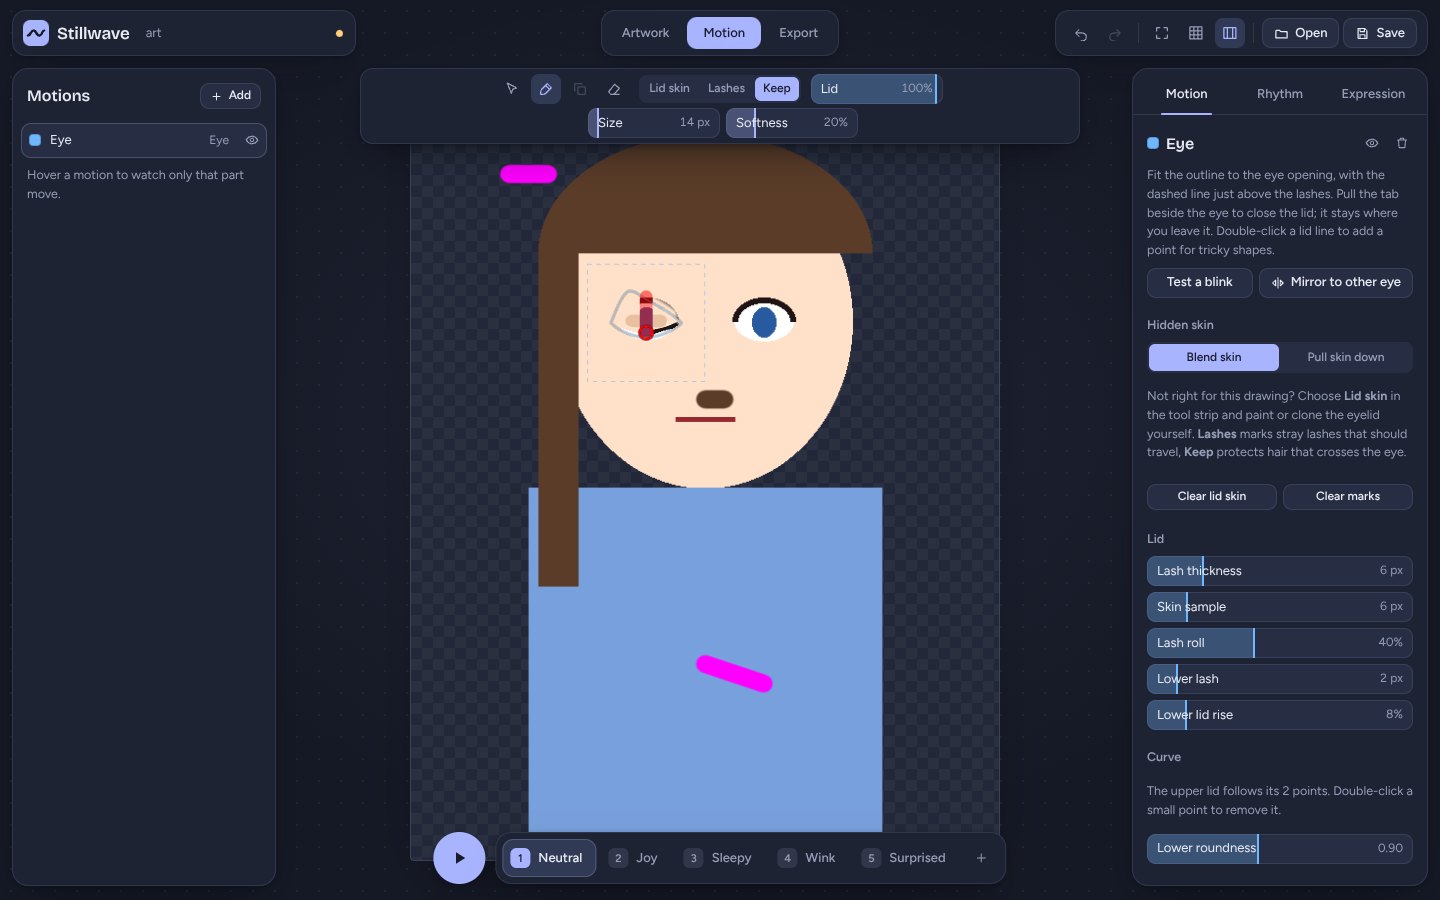 Stillwave art
Artwork Motion Export
Open Save
Motions
Add
Eye Eye
Hover a motion to watch only that part
move.
Lid skin Lashes Keep Lid 100%
Size 14 px Softness 20%
Motion Rhythm Expression
Eye
Fit the outline to the eye opening, with the
dashed line just above the lashes. Pull the tab
beside the eye to close the lid; it stays where
you leave it. Double-click a lid line to add a
point for tricky shapes.
Test a blink Mirror to other eye
Hidden skin
Blend skin Pull skin down
Not right for this drawing? Choose Lid skin in
the tool strip and paint or clone the eyelid
yourself. Lashes marks stray lashes that should
travel, Keep protects hair that crosses the eye.
Clear lid skin Clear marks
Lid
Lash thickness 6 px
Skin sample 6 px
Lash roll 40%
Lower lash 2 px
Lower lid rise 8%
Curve
The upper lid follows its 2 points. Double-click a
small point to remove it.
Lower roundness 0.90
1 Neutral 2 Joy 3 Sleepy 4 Wink 5 Surprised